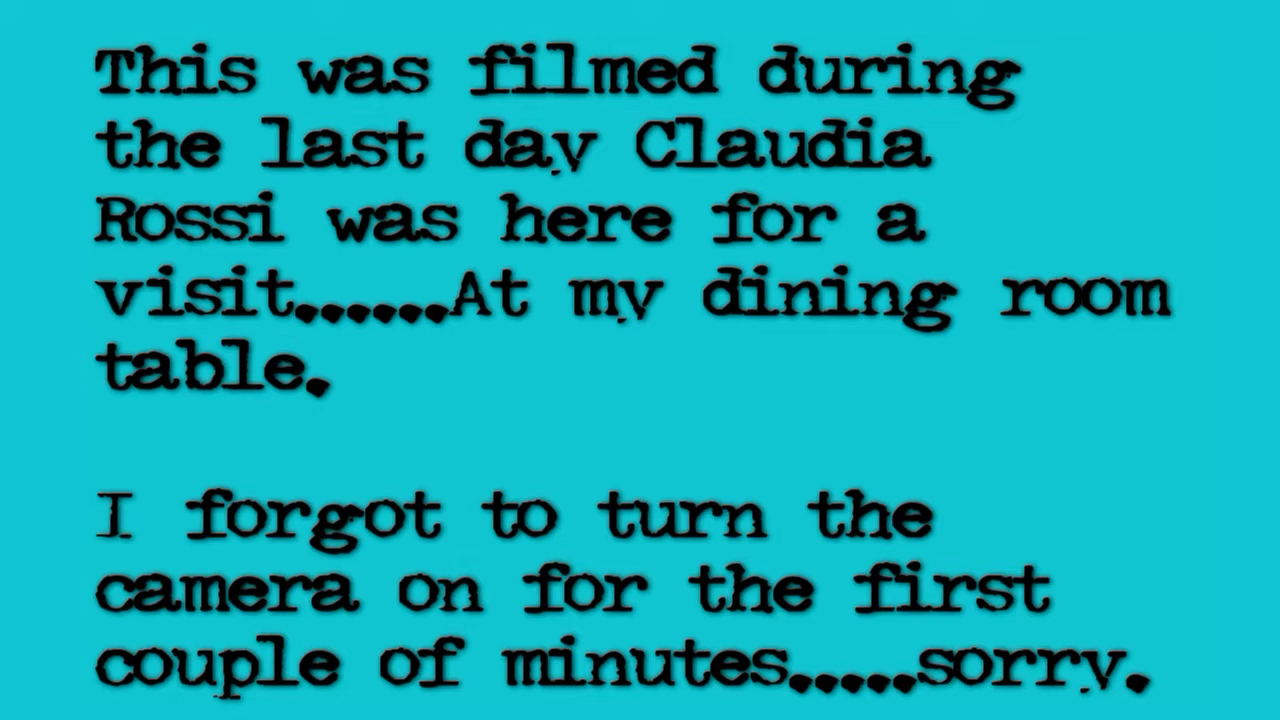 This was filmed during
the last day Claudia
Rossi was here for a
visit......At my dining room
table.
I forgot to turn the
camera on for the first
couple of minutes.....sorry.